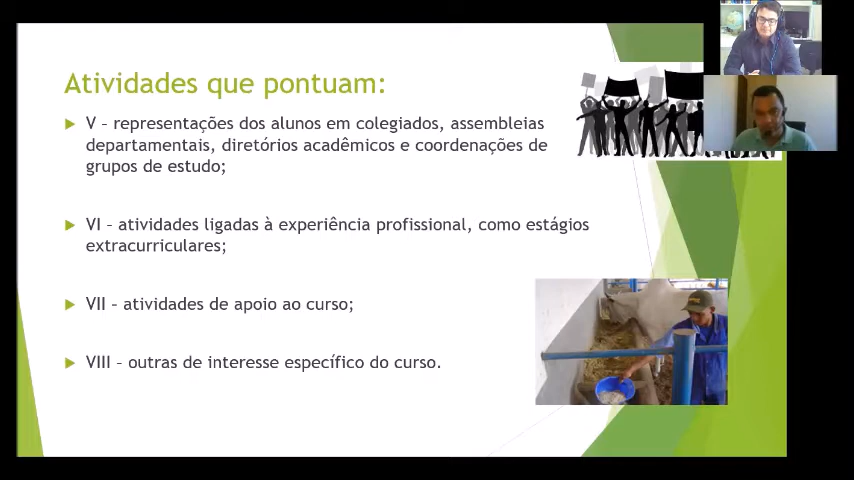 Atividades que pontuam:
V – representações dos alunos em colegiados, assembleias
departamentais, diretórios acadêmicos e coordenações de
grupos de estudo;
VI – atividades ligadas à experiência profissional, como estágios
extracurriculares;
VII – atividades de apoio ao curso;
VIII – outras de interesse específico do curso.